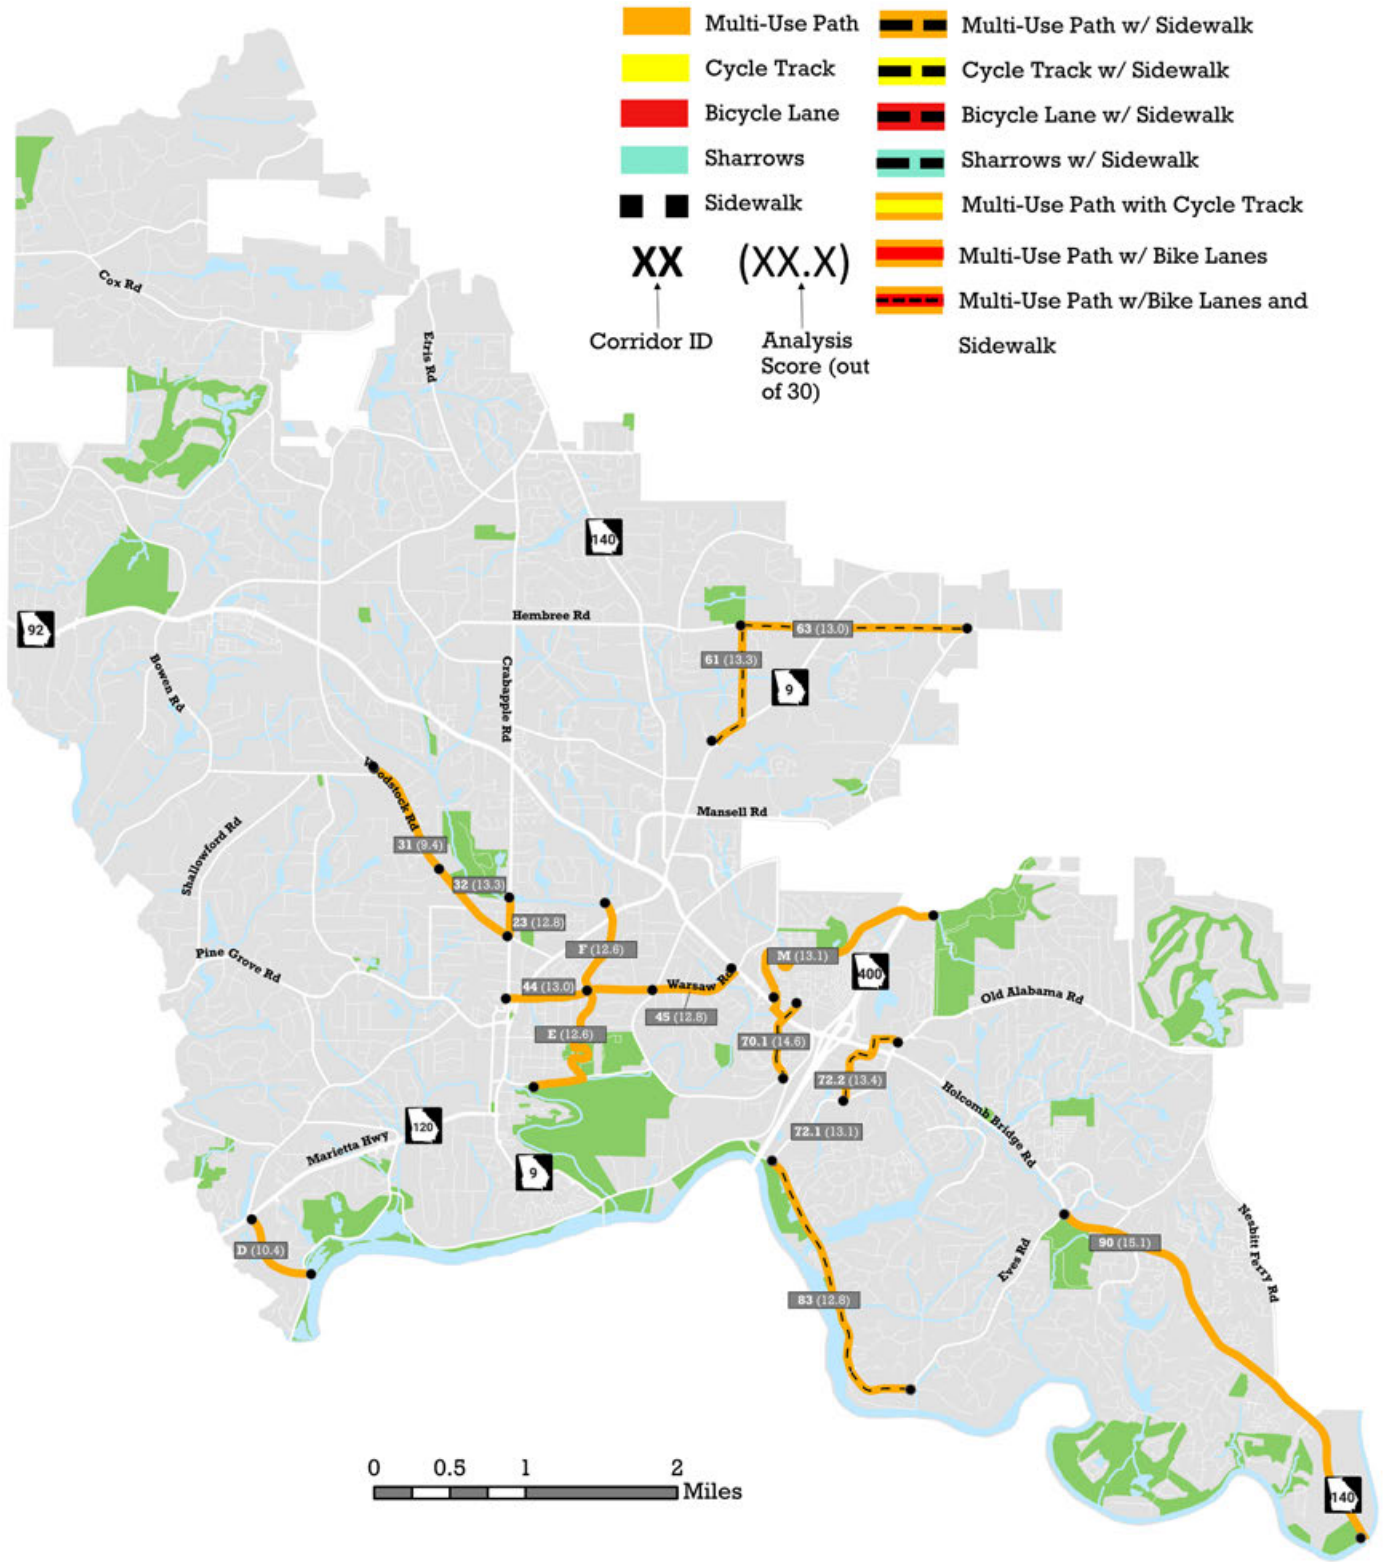 Multi-Use Path
Multi-Use Path w/ Sidewalk
Cycle Track
Cycle Track w/ Sidewalk
Bicycle Lane
Bicycle Lane w/ Sidewalk
Sharrows
Sharrows w/ Sidewalk
Sidewalk
Multi-Use Path with Cycle Track
XX
(XX.X)
Multi-Use Path w/ Bike Lanes
Multi-Use Path w/Bike Lanes and
Sidewalk
Corridor ID
Analysis
Score (out
of 30)
Cox Rd
Etris Rd
140
Hembree Rd
92
63 (13.0)
61 (13.3)
9
Bowen Rd
Crabapple Rd
Woodstock Rd
Mansell Rd
Shallowford Rd
31 (9.4)
32 (13.3)
23 (12.8)
F (12.6)
M (13.1)
400
Pine Grove Rd
44 (13.0)
Warsaw Rd
Old Alabama Rd
45 (12.8)
E (12.6)
70.1 (14.6)
72.2 (13.4)
Holcomb Bridge Rd
120
Marietta Hwy
72.1 (13.1)
9
D (10.4)
90 (15.1)
Eves Rd
Nesbitt Ferry Rd
83 (12.8)
0 0.5 1 2
Miles
140